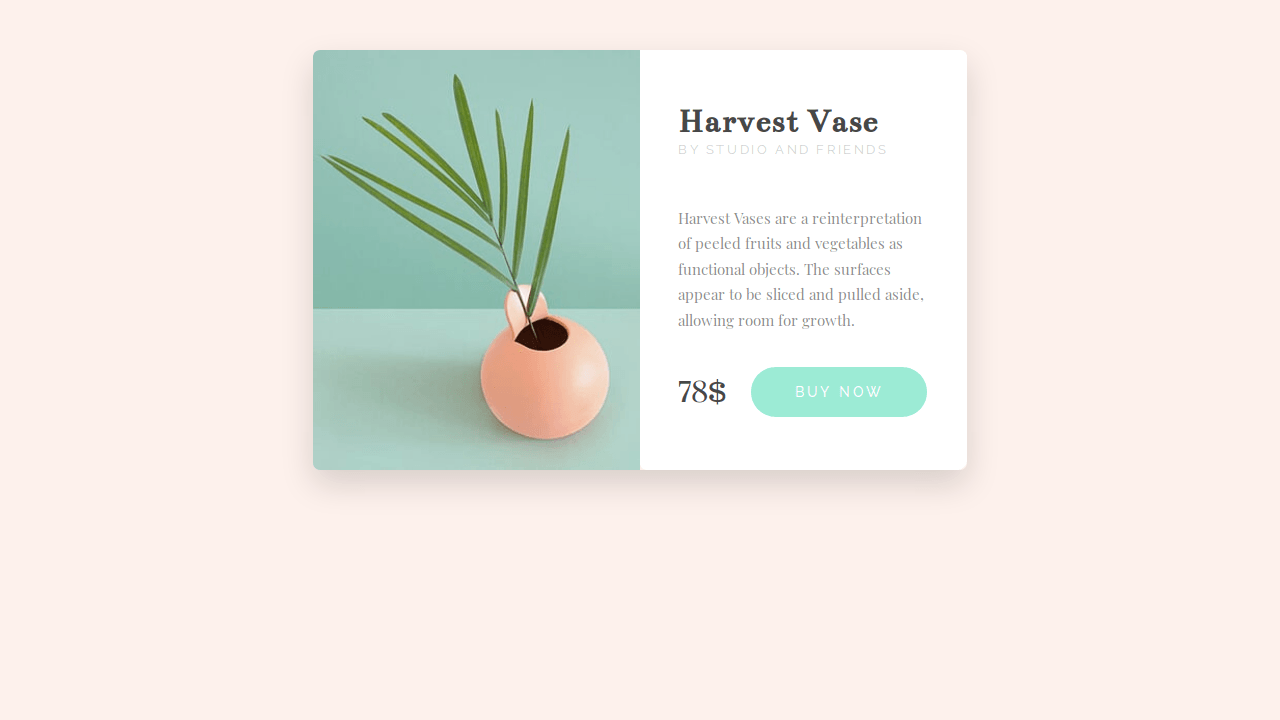 Harvest Vase
BY STUDIO AND FRIENDS
Harvest Vases are a reinterpretation
of peeled fruits and vegetables as
functional objects. The surfaces
appear to be sliced and pulled aside,
allowing room for growth.
78$
BUY NOW